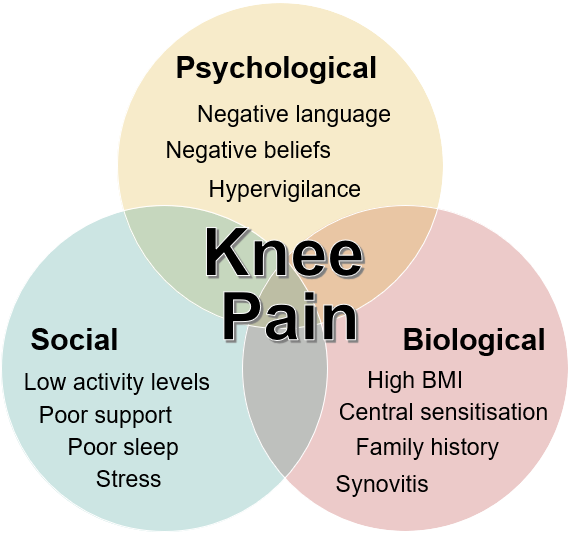 Psychological
Negative language
Negative beliefs
Hypervigilance
Knee
Pain
Social
Low activity levels
Poor support
Poor sleep
Stress
Biological
High BMI
Central sensitisation
Family history
Synovitis